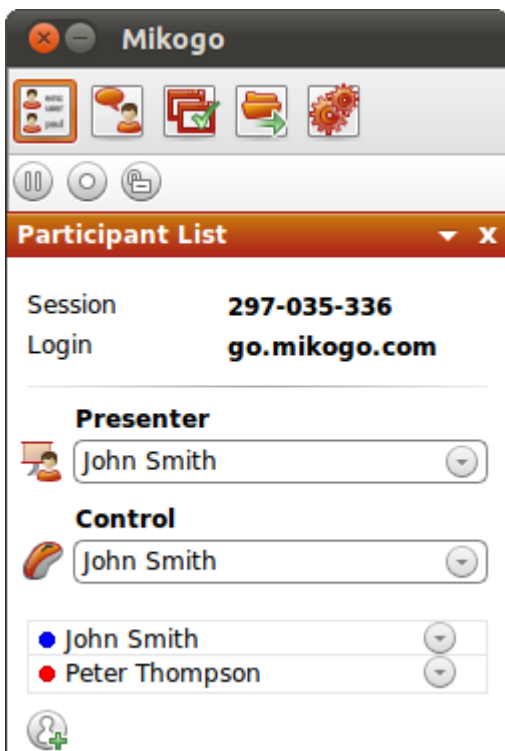 Mikogo
Participant List
Session 297-035-336
Login go.mikogo.com
Presenter
John Smith
Control
John Smith
John Smith
Peter Thompson